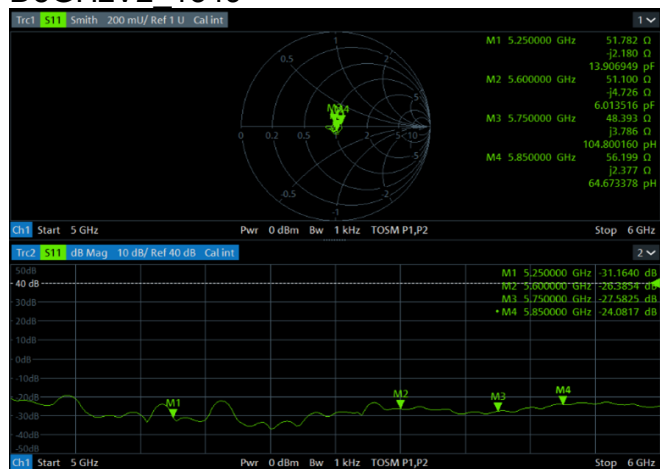 Trc1 S11 Smith 200 mU/ Ref 1 U Cal int 1
M1 5.250000 GHz 51.782 Ω
-j2.180 Ω
13.906949 pF
M2 5.600000 GHz 51.100 Ω
-j4.726 Ω
6.013516 pF
M3 5.750000 GHz 48.393 Ω
j3.786 Ω
104.800160 pH
M4 5.850000 GHz 56.199 Ω
j2.377 Ω
64.673378 pH
0.5 1 2
5
0 0.2 0.5 1 2 5 10
-5
-0.5 -2
-1
Ch1 Start 5 GHz Pwr 0 dBm Bw 1 kHz TOSM P1,P2 Stop 6 GHz
Trc2 S11 dB Mag 10 dB/ Ref 40 dB Cal int 2
50dB
M1 5.250000 GHz -31.1640 dB
40 dB
M2 5.600000 GHz -26.3854 dB
30dB
M3 5.750000 GHz -27.5825 dB
• M4 5.850000 GHz -24.0817 dB
20dB
10dB
0dB
-10dB
-20dB
M1 M2 M3 M4
-30dB
-40dB
-50dB
Ch1 Start 5 GHz Pwr 0 dBm Bw 1 kHz TOSM P1,P2 Stop 6 GHz